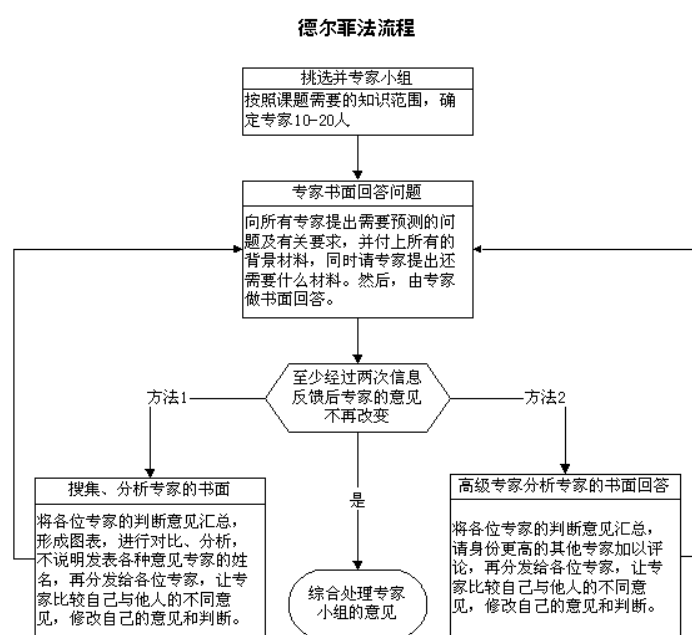 德尔菲法流程
挑选并专家小组
按照课题需要的知识范围，确
定专家10-20人
专家书面回答问题
向所有专家提出需要预测的问
题及有关要求，并付上所有的
背景材料，同时请专家提出还
需要什么材料。然后，由专家
做书面回答。
至少经过两次信息
反馈后专家的意见
不再改变
方法1
方法2
是
搜集、分析专家的书面
将各位专家的判断意见汇总，
形成图表，进行对比、分析，
不说明发表各种意见专家的姓
名，再分发给各位专家，让专
家比较自己与他人的不同意
见，修改自己的意见和判断。
综合处理专家
小组的意见
高级专家分析专家的书面回答
将各位专家的判断意见汇总，
请身份更高的其他专家加以评
论，再分发给各位专家，让专
家比较自己与他人的不同意
见，修改自己的意见和判断。